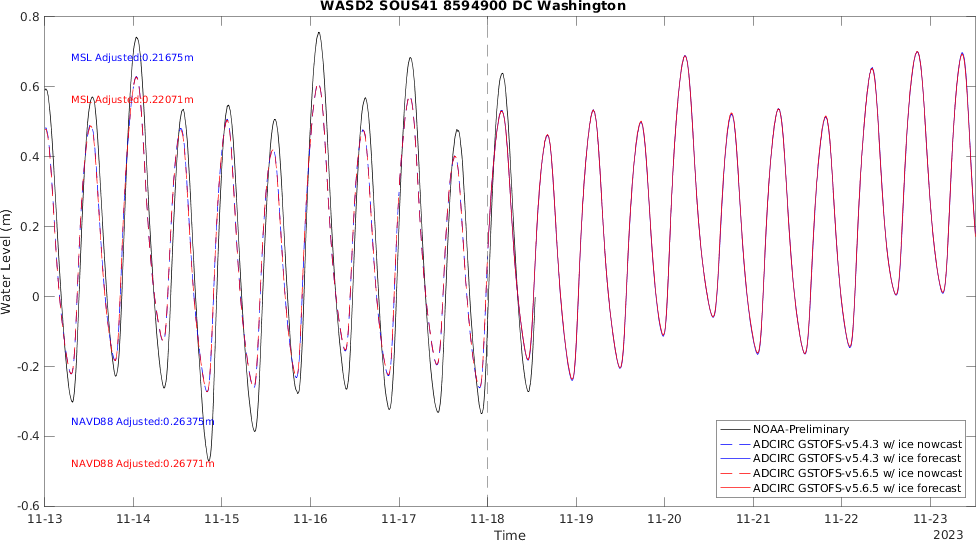 WASD2 SOUS41 8594900 DC Washington
0.8
0.6
0.4
0.2
0
-0.2
-0.4
-0.6
Water Level (m)
MSL Adjusted:0.21675m
MSL Adjusted:0.22071m
NAVD88 Adjusted:0.26375m
NAVD88 Adjusted:0.26771m
NOAA-Preliminary
ADCIRC GSTOFS-v5.4.3 w/ ice nowcast
ADCIRC GSTOFS-v5.4.3 w/ ice forecast
ADCIRC GSTOFS-v5.6.5 w/ ice nowcast
ADCIRC GSTOFS-v5.6.5 w/ ice forecast
11-13 11-14 11-15 11-16 11-17 11-18 11-19 11-20 11-21 11-22 11-23
Time
2023